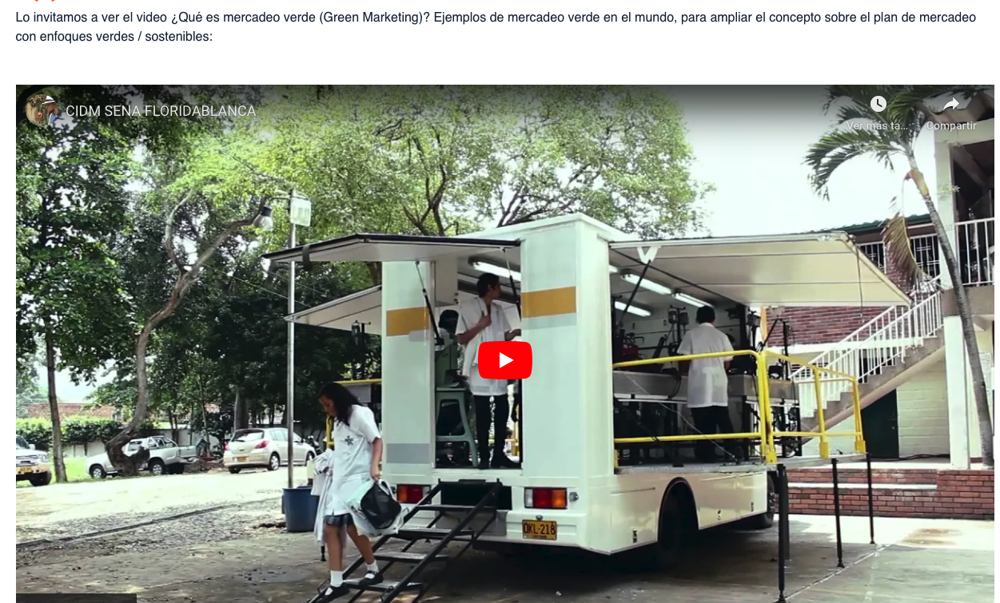 Lo invitamos a ver el video ¿Qué es mercadeo verde (Green Marketing)? Ejemplos de mercadeo verde en el mundo, para ampliar el concepto sobre el plan de mercadeo
con enfoques verdes / sostenibles:
CIDM SENA FLORIDABLANCA
Ver más ta...
Compartir
OKL-218